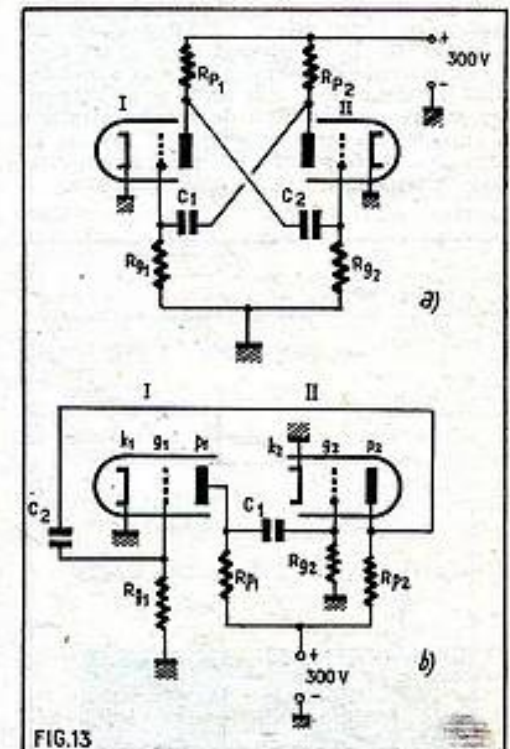 Rp1 Rp2 + 300V -
I II
C1 C2
Rg1 Rg2 a)
I II
k1 g1 p1 k2 g2 p2
C2 C1
Rg1 Rp1 Rg2 Rp2
+ 300V - b)
FIG.13